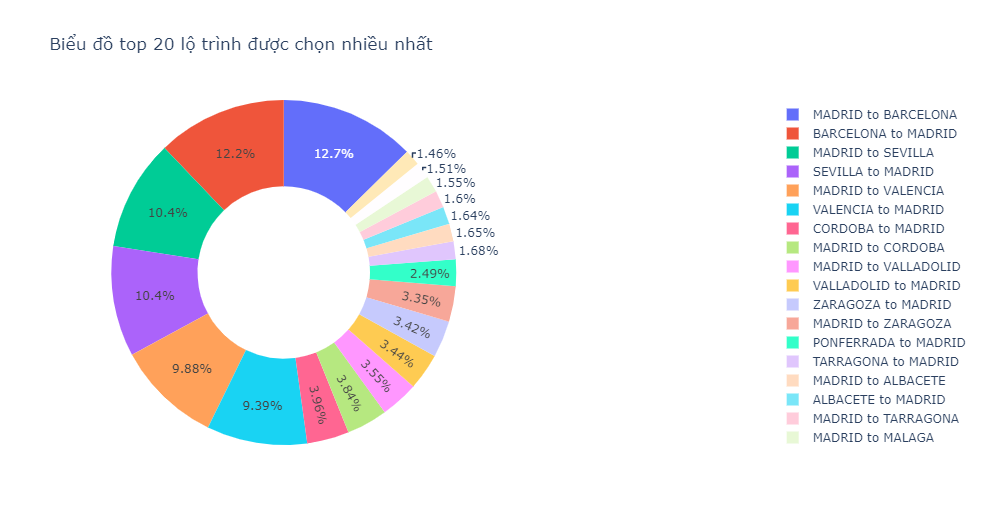 Biểu đồ top 20 lộ trình được chọn nhiều nhất
12.7%
12.2%
10.4%
10.4%
9.88%
9.39%
3.96%
3.84%
3.55%
3.44%
3.42%
3.35%
2.49%
1.68%
1.65%
1.64%
1.6%
1.55%
1.51%
1.46%
MADRID to BARCELONA
BARCELONA to MADRID
MADRID to SEVILLA
SEVILLA to MADRID
MADRID to VALENCIA
VALENCIA to MADRID
CORDOBA to MADRID
MADRID to CORDOBA
MADRID to VALLADOLID
VALLADOLID to MADRID
ZARAGOZA to MADRID
MADRID to ZARAGOZA
PONFERRADA to MADRID
TARRAGONA to MADRID
MADRID to ALBACETE
ALBACETE to MADRID
MADRID to TARRAGONA
MADRID to MALAGA